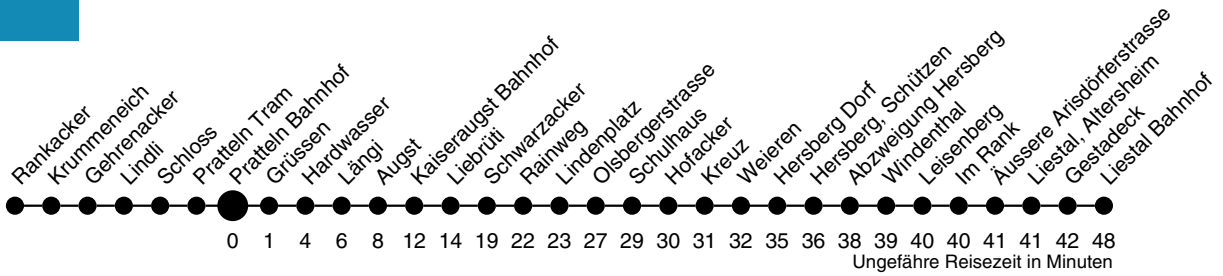 Rankacker
Krummeneich
Gehrenacker
Lindli
Schloss
Pratteln Tram
Pratteln Bahnhof
Grüssen
Hardwasser
Längi
Augst
Kaiseraugst Bahnhof
Liebrüti
Schwarzacker
Rainweg
Lindenplatz
Olsbergerstrasse
Schulhaus
Hofacker
Kreuz
Weieren
Hersberg Dorf
Hersberg, Schützen
Abzweigung Hersberg
Windenthal
Leisenberg
Im Rank
Äussere Arisdörferstrasse
Liestal, Altersheim
Gestadeck
Liestal Bahnhof
0 1 4 6 8 12 14 19 22 23 27 29 30 31 32 35 36 38 39 40 40 41 41 42 48
Ungefähre Reisezeit in Minuten